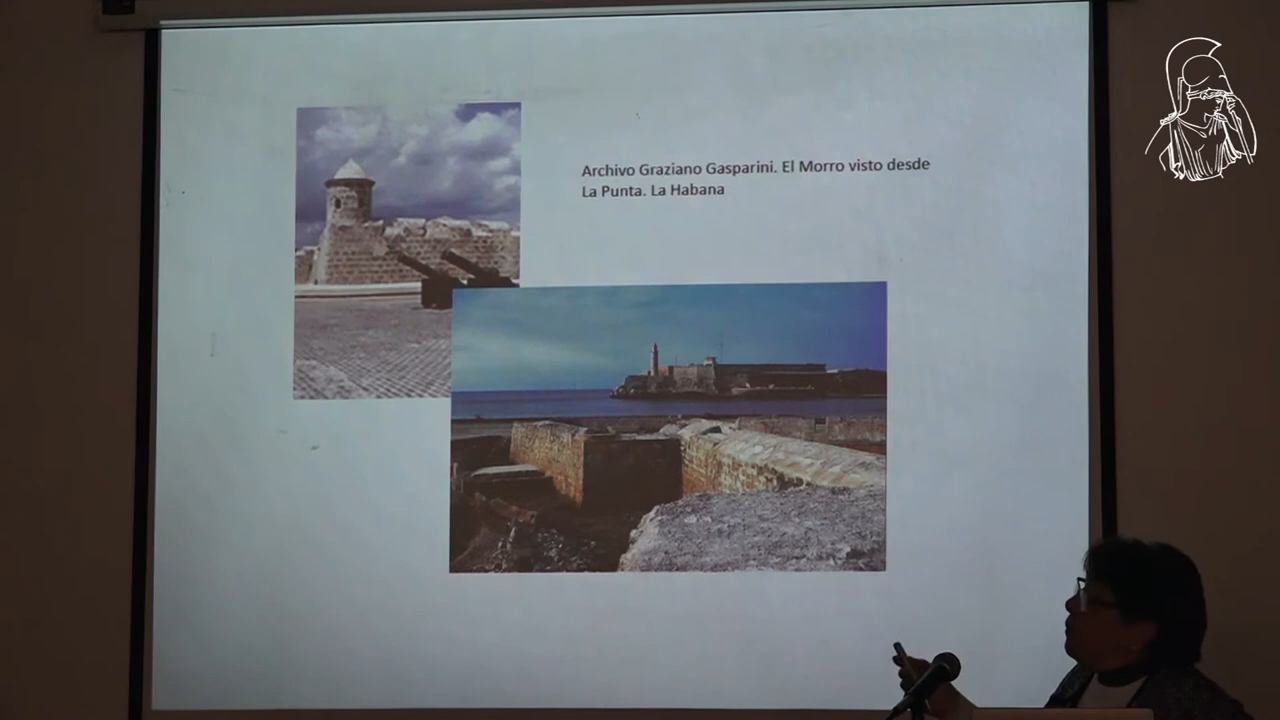 Archivo Graziano Gasparini. El Morro visto desde
La Punta. La Habana